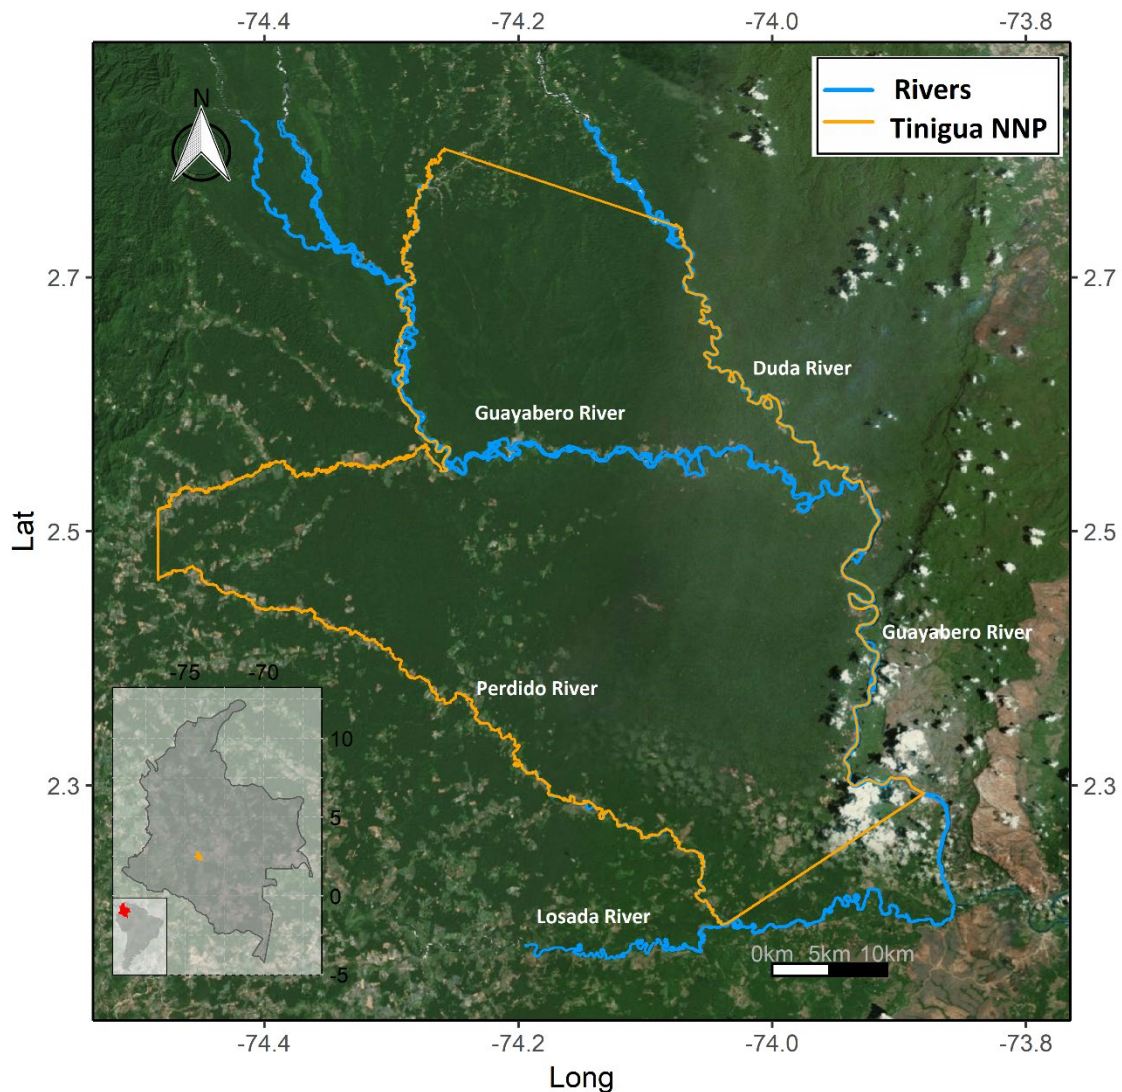 -74.4 -74.2 -74.0 -73.8
Rivers
Tinigua NNP
N
2.7 2.7
Duda River
Guayabero River
Lat
2.5 2.5
Guayabero River
-75 -70
Perdido River
10
2.3 2.3
5
0
Losada River
0km 5km 10km
-5
-74.4 -74.2 -74.0 -73.8
Long